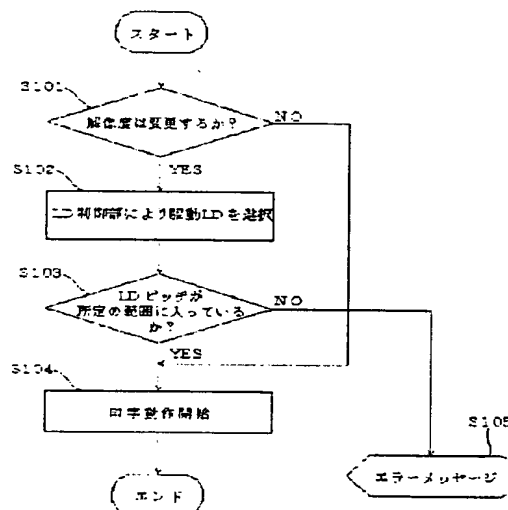 スタート
S101
解像度は変更するか？
NO
YES
S102
LD制御部により駆動LDを選択
S103
LDピッチが
所定の範囲に入っている
か？
NO
YES
S104
印字動作開始
S105
エラーメッセージ
エンド